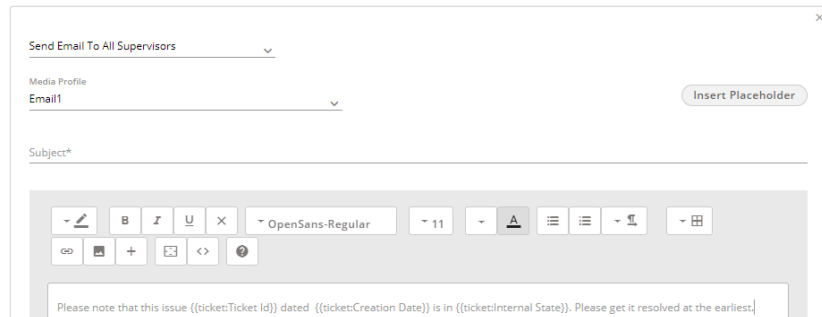 Send Email To All Supervisors
Media Profile
Email1
Insert Placeholder
Subject*
B I U OpenSans-Regular 11 A
Please note that this issue {{ticket:Ticket Id}} dated  {{ticket:Creation Date}} is in {{ticket:Internal State}}. Please get it resolved at the earliest.